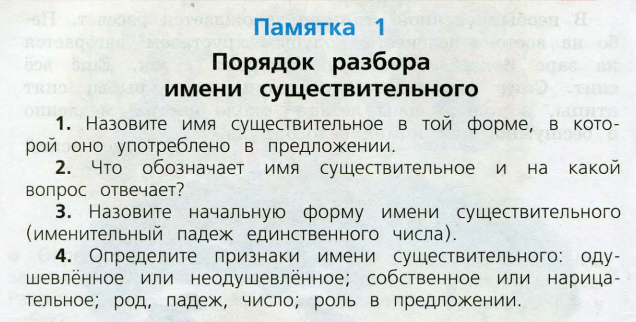 Памятка 1
Порядок разбора
имени существительного
1. Назовите имя существительное в той форме, в кото-
рой оно употреблено в предложении.
2. Что обозначает имя существительное и на какой
вопрос отвечает?
3. Назовите начальную форму имени существительного
(именительный падеж единственного числа).
4. Определите признаки имени существительного: оду-
шевлённое или неодушевлённое; собственное или нарица-
тельное; род, падеж, число; роль в предложении.